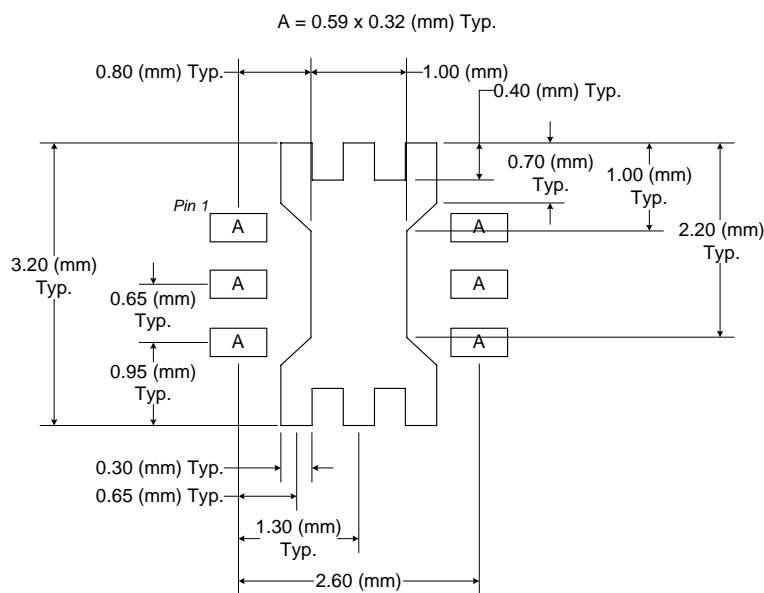 A = 0.59 x 0.32 (mm) Typ.
0.80 (mm) Typ.
1.00 (mm)
0.40 (mm) Typ.
0.70 (mm)
Typ.
1.00 (mm)
Typ.
2.20 (mm)
Typ.
Pin 1
A
A
3.20 (mm)
Typ.
A
A
0.65 (mm)
Typ.
A
A
0.95 (mm)
Typ.
0.30 (mm) Typ.
0.65 (mm) Typ.
1.30 (mm)
Typ.
2.60 (mm)